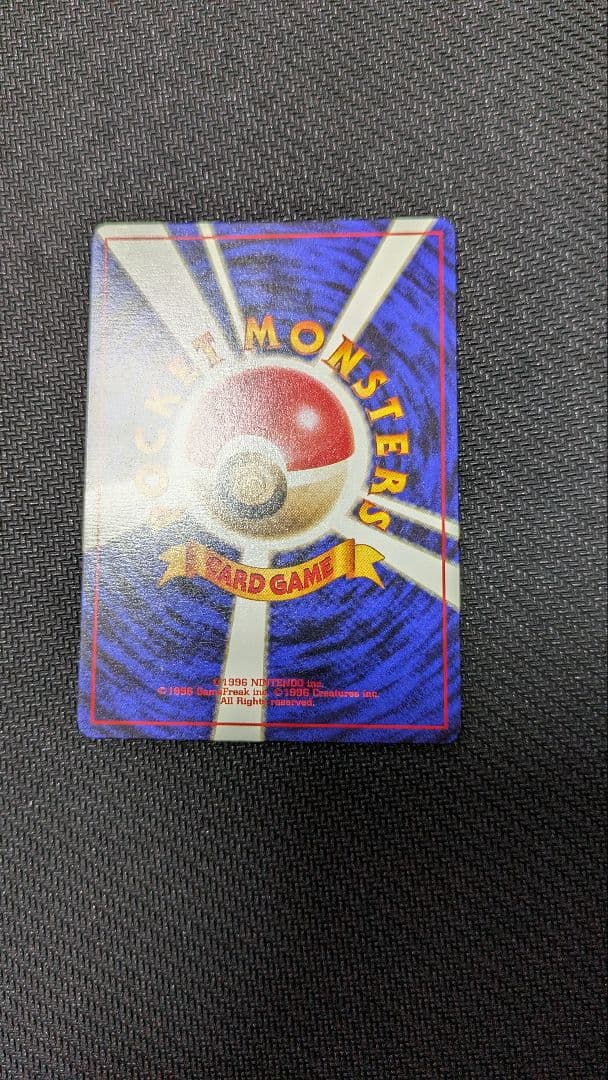 POCKET MONSTERS
CARD GAME
©1996 NINTENDO inc.
©1996 GameFreak inc. ©1996 Creatures inc.
All Rights reserved.